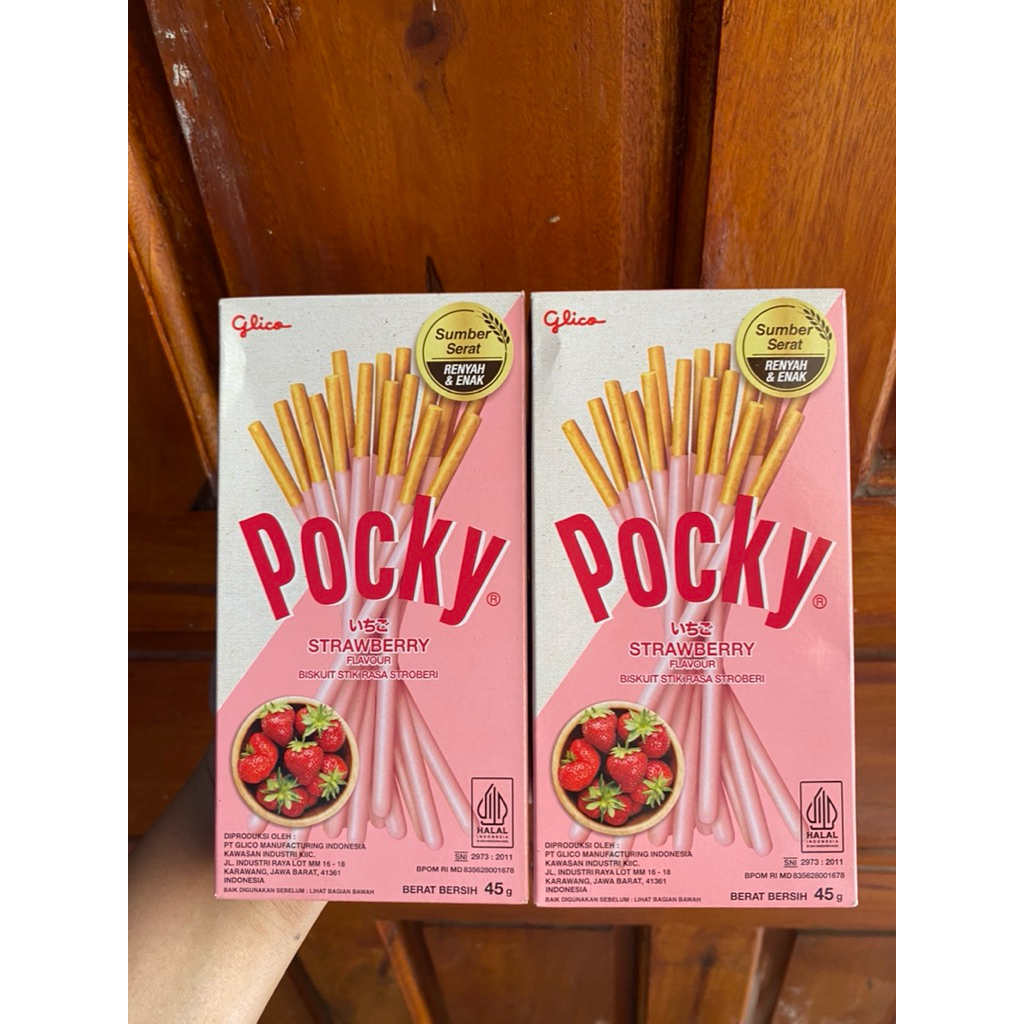 Glico
Sumber
Serat
RENYAH
& ENAK
POCKY®
いちご
STRAWBERRY
FLAVOUR
BISKUIT STIK RASA STROBERI
HALAL
INDONESIA
DIPRODUKSI OLEH :
PT GLICO MANUFACTURING INDONESIA
KAWASAN INDUSTRI KIIC.
JL. INDUSTRI RAYA LOT MM 16 - 18
KARAWANG, JAWA BARAT, 41361
INDONESIA
BAIK DIGUNAKAN SEBELUM : LIHAT BAGIAN BAWAH
SNI 2973 : 2011
BPOM RI MD 835628001678
BERAT BERSIH 45 g
Glico
Sumber
Serat
RENYAH
& ENAK
POCKY®
いちご
STRAWBERRY
FLAVOUR
BISKUIT STIK RASA STROBERI
HALAL
INDONESIA
DIPRODUKSI OLEH :
PT GLICO MANUFACTURING INDONESIA
KAWASAN INDUSTRI KIIC.
JL. INDUSTRI RAYA LOT MM 16 - 18
KARAWANG, JAWA BARAT, 41361
INDONESIA
BAIK DIGUNAKAN SEBELUM : LIHAT BAGIAN BAWAH
SNI 2973 : 2011
BPOM RI MD 835628001678
BERAT BERSIH 45 g